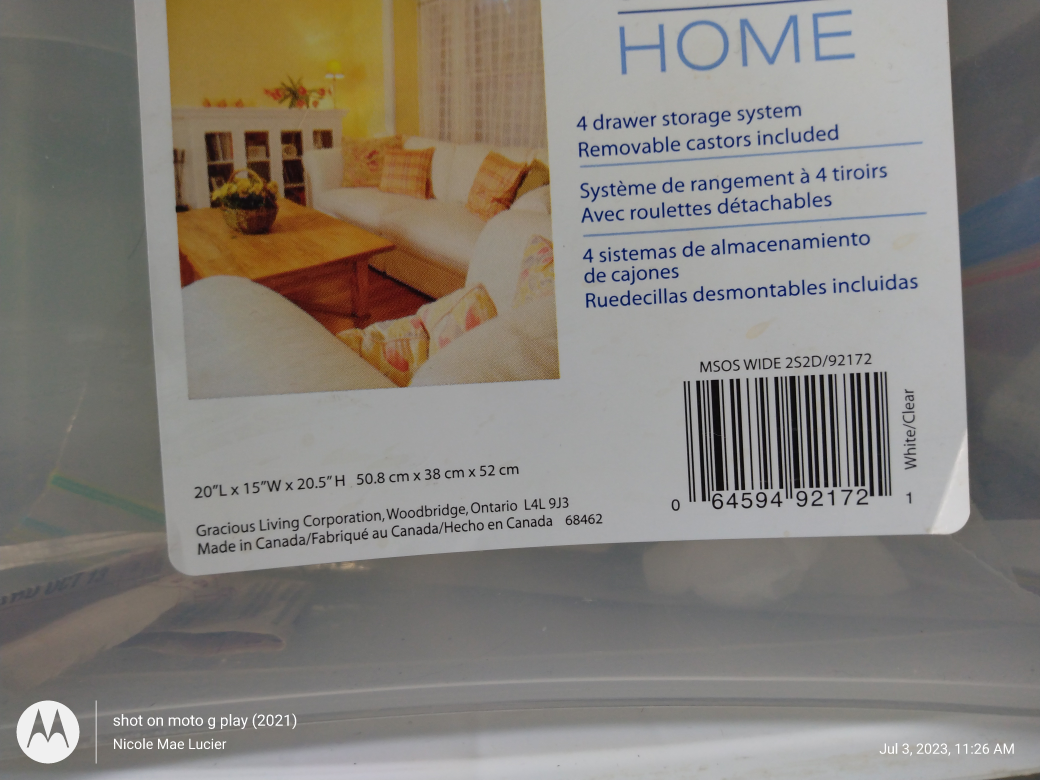 HOME
4 drawer storage system
Removable castors included
Système de rangement à 4 tiroirs
Avec roulettes détachables
4 sistemas de almacenamiento
de cajones
Ruedecillas desmontables incluidas
MSOS WIDE 2S2D/92172
White/Clear
0 64594 92172 1
20"L x 15"W x 20.5"H 50.8 cm x 38 cm x 52 cm
Gracious Living Corporation, Woodbridge, Ontario L4L 9J3
Made in Canada/Fabriqué au Canada/Hecho en Canada 68462
shot on moto g play (2021)
Nicole Mae Lucier
Jul 3, 2023, 11:26 AM